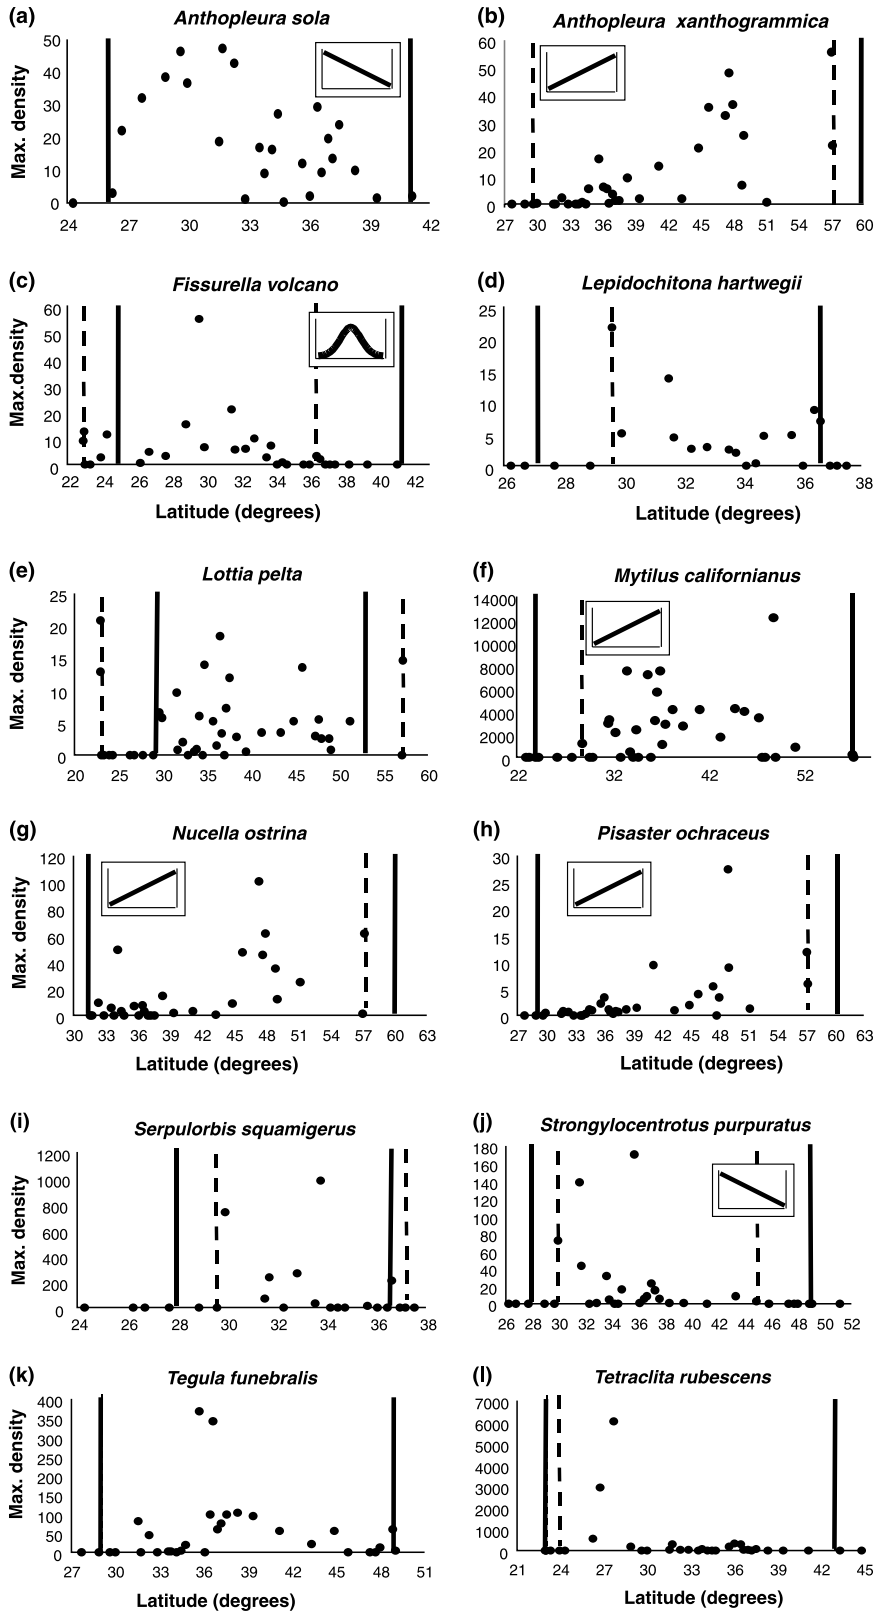 (a) Anthopleura sola
(b) Anthopleura xanthogrammica
Max. density
50
40
30
20
10
0
24 27 30 33 36 39 42
60
50
40
30
20
10
0
27 30 33 36 39 42 45 48 51 54 57 60
(c) Fissurella volcano
(d) Lepidochitona hartwegii
Max.density
60
50
40
30
20
10
0
22 24 26 28 30 32 34 36 38 40 42
Latitude (degrees)
25
20
15
10
5
0
26 28 30 32 34 36 38
Latitude (degrees)
(e) Lottia pelta
(f) Mytilus californianus
Max. density
25
20
15
10
5
0
20 25 30 35 40 45 50 55 60
14000
12000
10000
8000
6000
4000
2000
0
22 32 42 52
(g) Nucella ostrina
(h) Pisaster ochraceus
Max. density
120
100
80
60
40
20
0
30 33 36 39 42 45 48 51 54 57 60 63
Latitude (degrees)
30
25
20
15
10
5
0
27 30 33 36 39 42 45 48 51 54 57 60 63
Latitude (degrees)
(i) Serpulorbis squamigerus
(j) Strongylocentrotus purpuratus
Max. density
1200
1000
800
600
400
200
0
24 26 28 30 32 34 36 38
180
160
140
120
100
80
60
40
20
0
26 28 30 32 34 36 38 40 42 44 46 48 50 52
(k) Tegula funebralis
(l) Tetraclita rubescens
Max. density
400
350
300
250
200
150
100
50
0
27 30 33 36 39 42 45 48 51
Latitude (degrees)
7000
6000
5000
4000
3000
2000
1000
0
21 23 24 27 29 31 33 35 37 39 41 43 45
Latitude (degrees)